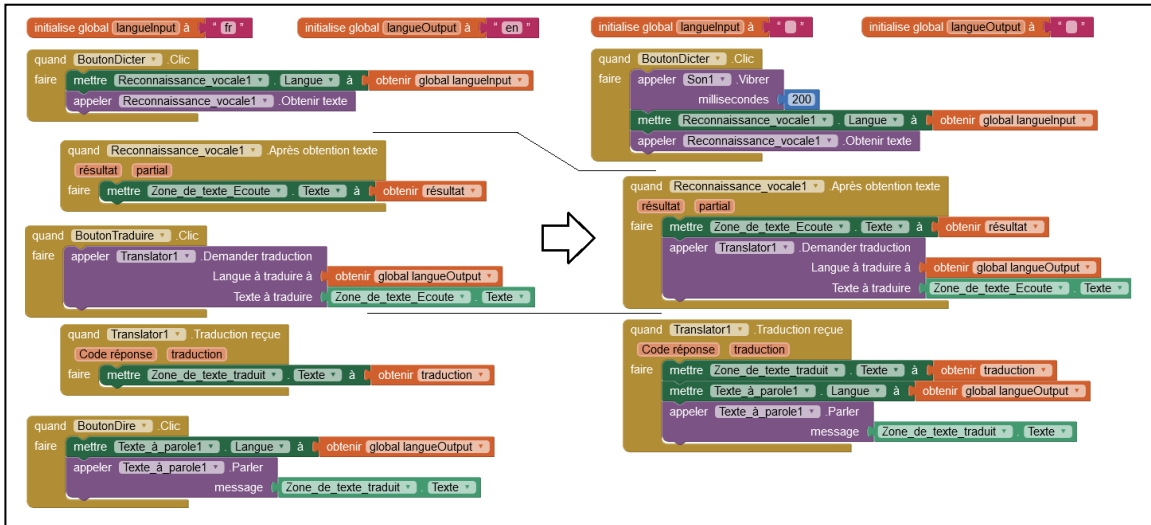 initialise global langueInput à " fr "
initialise global langueOutput à " en "
quand BoutonDicter .Clic
faire mettre Reconnaissance_vocale1 . Langue à obtenir global langueInput
appeler Reconnaissance_vocale1 .Obtenir texte
quand Reconnaissance_vocale1 .Après obtention texte
résultat partial
faire mettre Zone_de_texte_Ecoute . Texte à obtenir résultat
quand BoutonTraduire .Clic
faire appeler Translator1 .Demander traduction
Langue à traduire à obtenir global langueOutput
Texte à traduire Zone_de_texte_Ecoute . Texte
quand Translator1 .Traduction reçue
Code réponse traduction
faire mettre Zone_de_texte_traduit . Texte à obtenir traduction
quand BoutonDire .Clic
faire mettre Texte_à_parole1 . Langue à obtenir global langueOutput
appeler Texte_à_parole1 .Parler
message Zone_de_texte_traduit . Texte
initialise global langueInput à " "
initialise global langueOutput à " "
quand BoutonDicter .Clic
faire appeler Son1 .Vibrer
millisecondes 200
mettre Reconnaissance_vocale1 . Langue à obtenir global langueInput
appeler Reconnaissance_vocale1 .Obtenir texte
quand Reconnaissance_vocale1 .Après obtention texte
résultat partial
faire mettre Zone_de_texte_Ecoute . Texte à obtenir résultat
appeler Translator1 .Demander traduction
Langue à traduire à obtenir global langueOutput
Texte à traduire Zone_de_texte_Ecoute . Texte
quand Translator1 .Traduction reçue
Code réponse traduction
faire mettre Zone_de_texte_traduit . Texte à obtenir traduction
mettre Texte_à_parole1 . Langue à obtenir global langueOutput
appeler Texte_à_parole1 .Parler
message Zone_de_texte_traduit . Texte